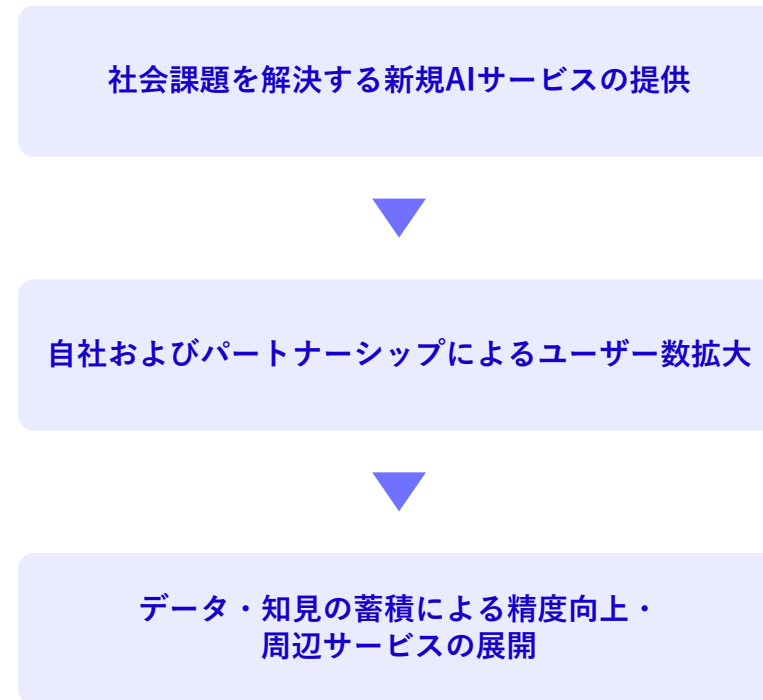 社会課題を解決する新規AIサービスの提供
自社およびパートナーシップによるユーザー数拡大
データ・知見の蓄積による精度向上・
周辺サービスの展開